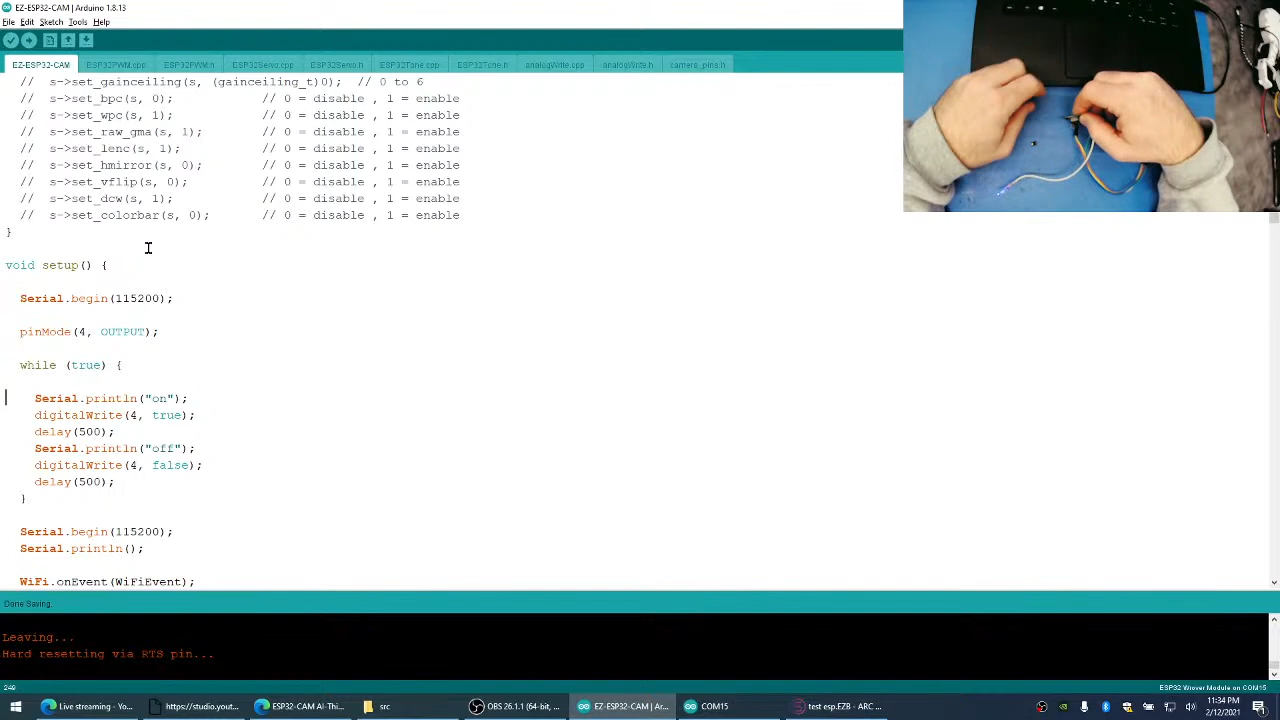 EZ-ESP32-CAM | Arduino 1.8.13
File Edit Sketch Tools Help
EZ-ESP32-CAM ESP32PWM.cpp ESP32PWM.h ESP32Servo.cpp ESP32Servo.h ESP32Tone.cpp ESP32Tone.h analogWrite.cpp analogWrite.h camera_pins.h
//  s->set_gainceiling(s, (gainceiling_t)0);  // 0 to 6
//  s->set_bpc(s, 0);            // 0 = disable , 1 = enable
//  s->set_wpc(s, 1);            // 0 = disable , 1 = enable
//  s->set_raw_gma(s, 1);        // 0 = disable , 1 = enable
//  s->set_lenc(s, 1);           // 0 = disable , 1 = enable
//  s->set_hmirror(s, 0);        // 0 = disable , 1 = enable
//  s->set_vflip(s, 0);          // 0 = disable , 1 = enable
//  s->set_dcw(s, 1);            // 0 = disable , 1 = enable
//  s->set_colorbar(s, 0);       // 0 = disable , 1 = enable
}
void setup() {
Serial.begin(115200);
pinMode(4, OUTPUT);
while (true) {
Serial.println("on");
digitalWrite(4, true);
delay(500);
Serial.println("off");
digitalWrite(4, false);
delay(500);
}
Serial.begin(115200);
Serial.println();
WiFi.onEvent(WiFiEvent);
Done Saving.
Leaving...
Hard resetting via RTS pin...
249 ESP32 Wrover Module on COM15
Live streaming - Yo... https://studio.yout... ESP32-CAM AI-Thi... src OBS 26.1.1 (64-bit, ... EZ-ESP32-CAM | Ar... COM15 test esp.EZB - ARC ... 11:34 PM
2/12/2021